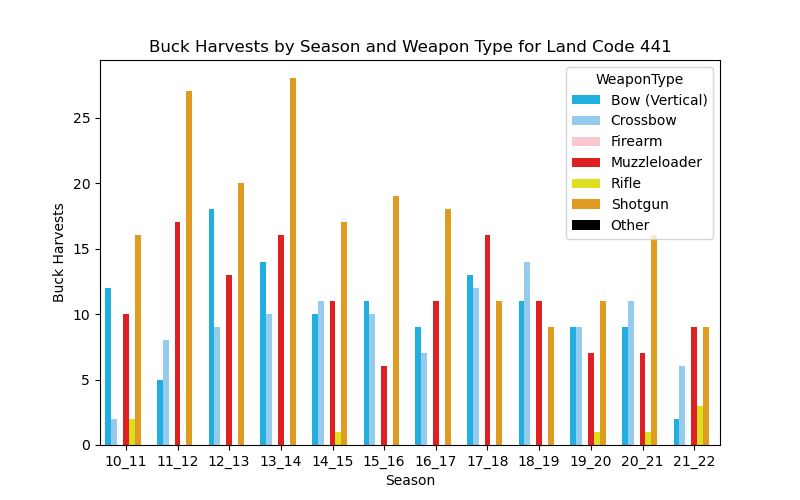 Buck Harvests by Season and Weapon Type for Land Code 441
WeaponType
Bow (Vertical)
Crossbow
Firearm
Muzzleloader
Rifle
Shotgun
Other
Buck Harvests
25
20
15
10
5
0
10_11 11_12 12_13 13_14 14_15 15_16 16_17 17_18 18_19 19_20 20_21 21_22
Season